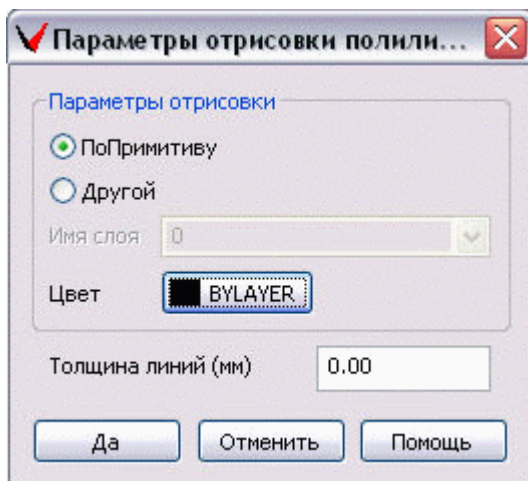 Параметры отрисовки полили...
Параметры отрисовки
ПоПримитиву
Другой
Имя слоя 0
Цвет BYLAYER
Толщина линий (мм) 0.00
Да Отменить Помощь